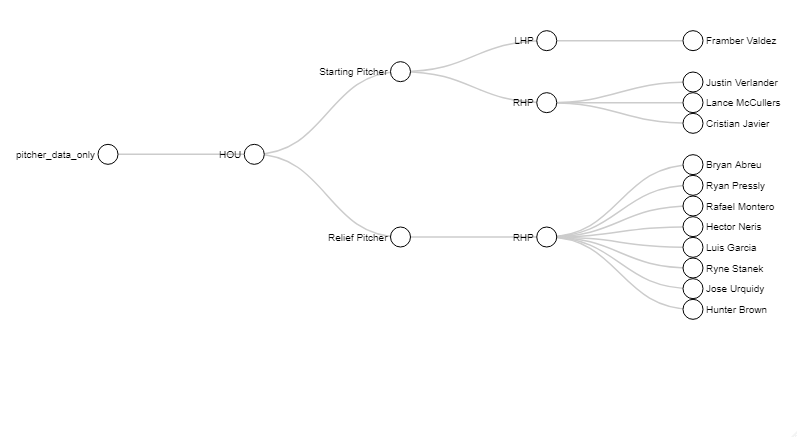 pitcher_data_only
HOU
Starting Pitcher
LHP
Framber Valdez
RHP
Justin Verlander
Lance McCullers
Cristian Javier
Relief Pitcher
RHP
Bryan Abreu
Ryan Pressly
Rafael Montero
Hector Neris
Luis Garcia
Ryne Stanek
Jose Urquidy
Hunter Brown